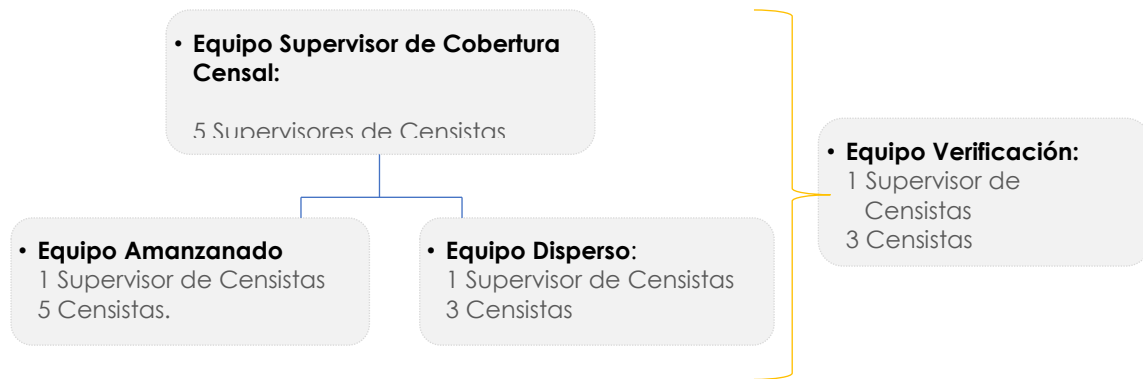 • Equipo Supervisor de Cobertura
Censal:
5 Supervisores de Censistas
• Equipo Verificación:
1 Supervisor de
Censistas
3 Censistas
• Equipo Amanzanado
1 Supervisor de Censistas
5 Censistas.
• Equipo Disperso:
1 Supervisor de Censistas
3 Censistas